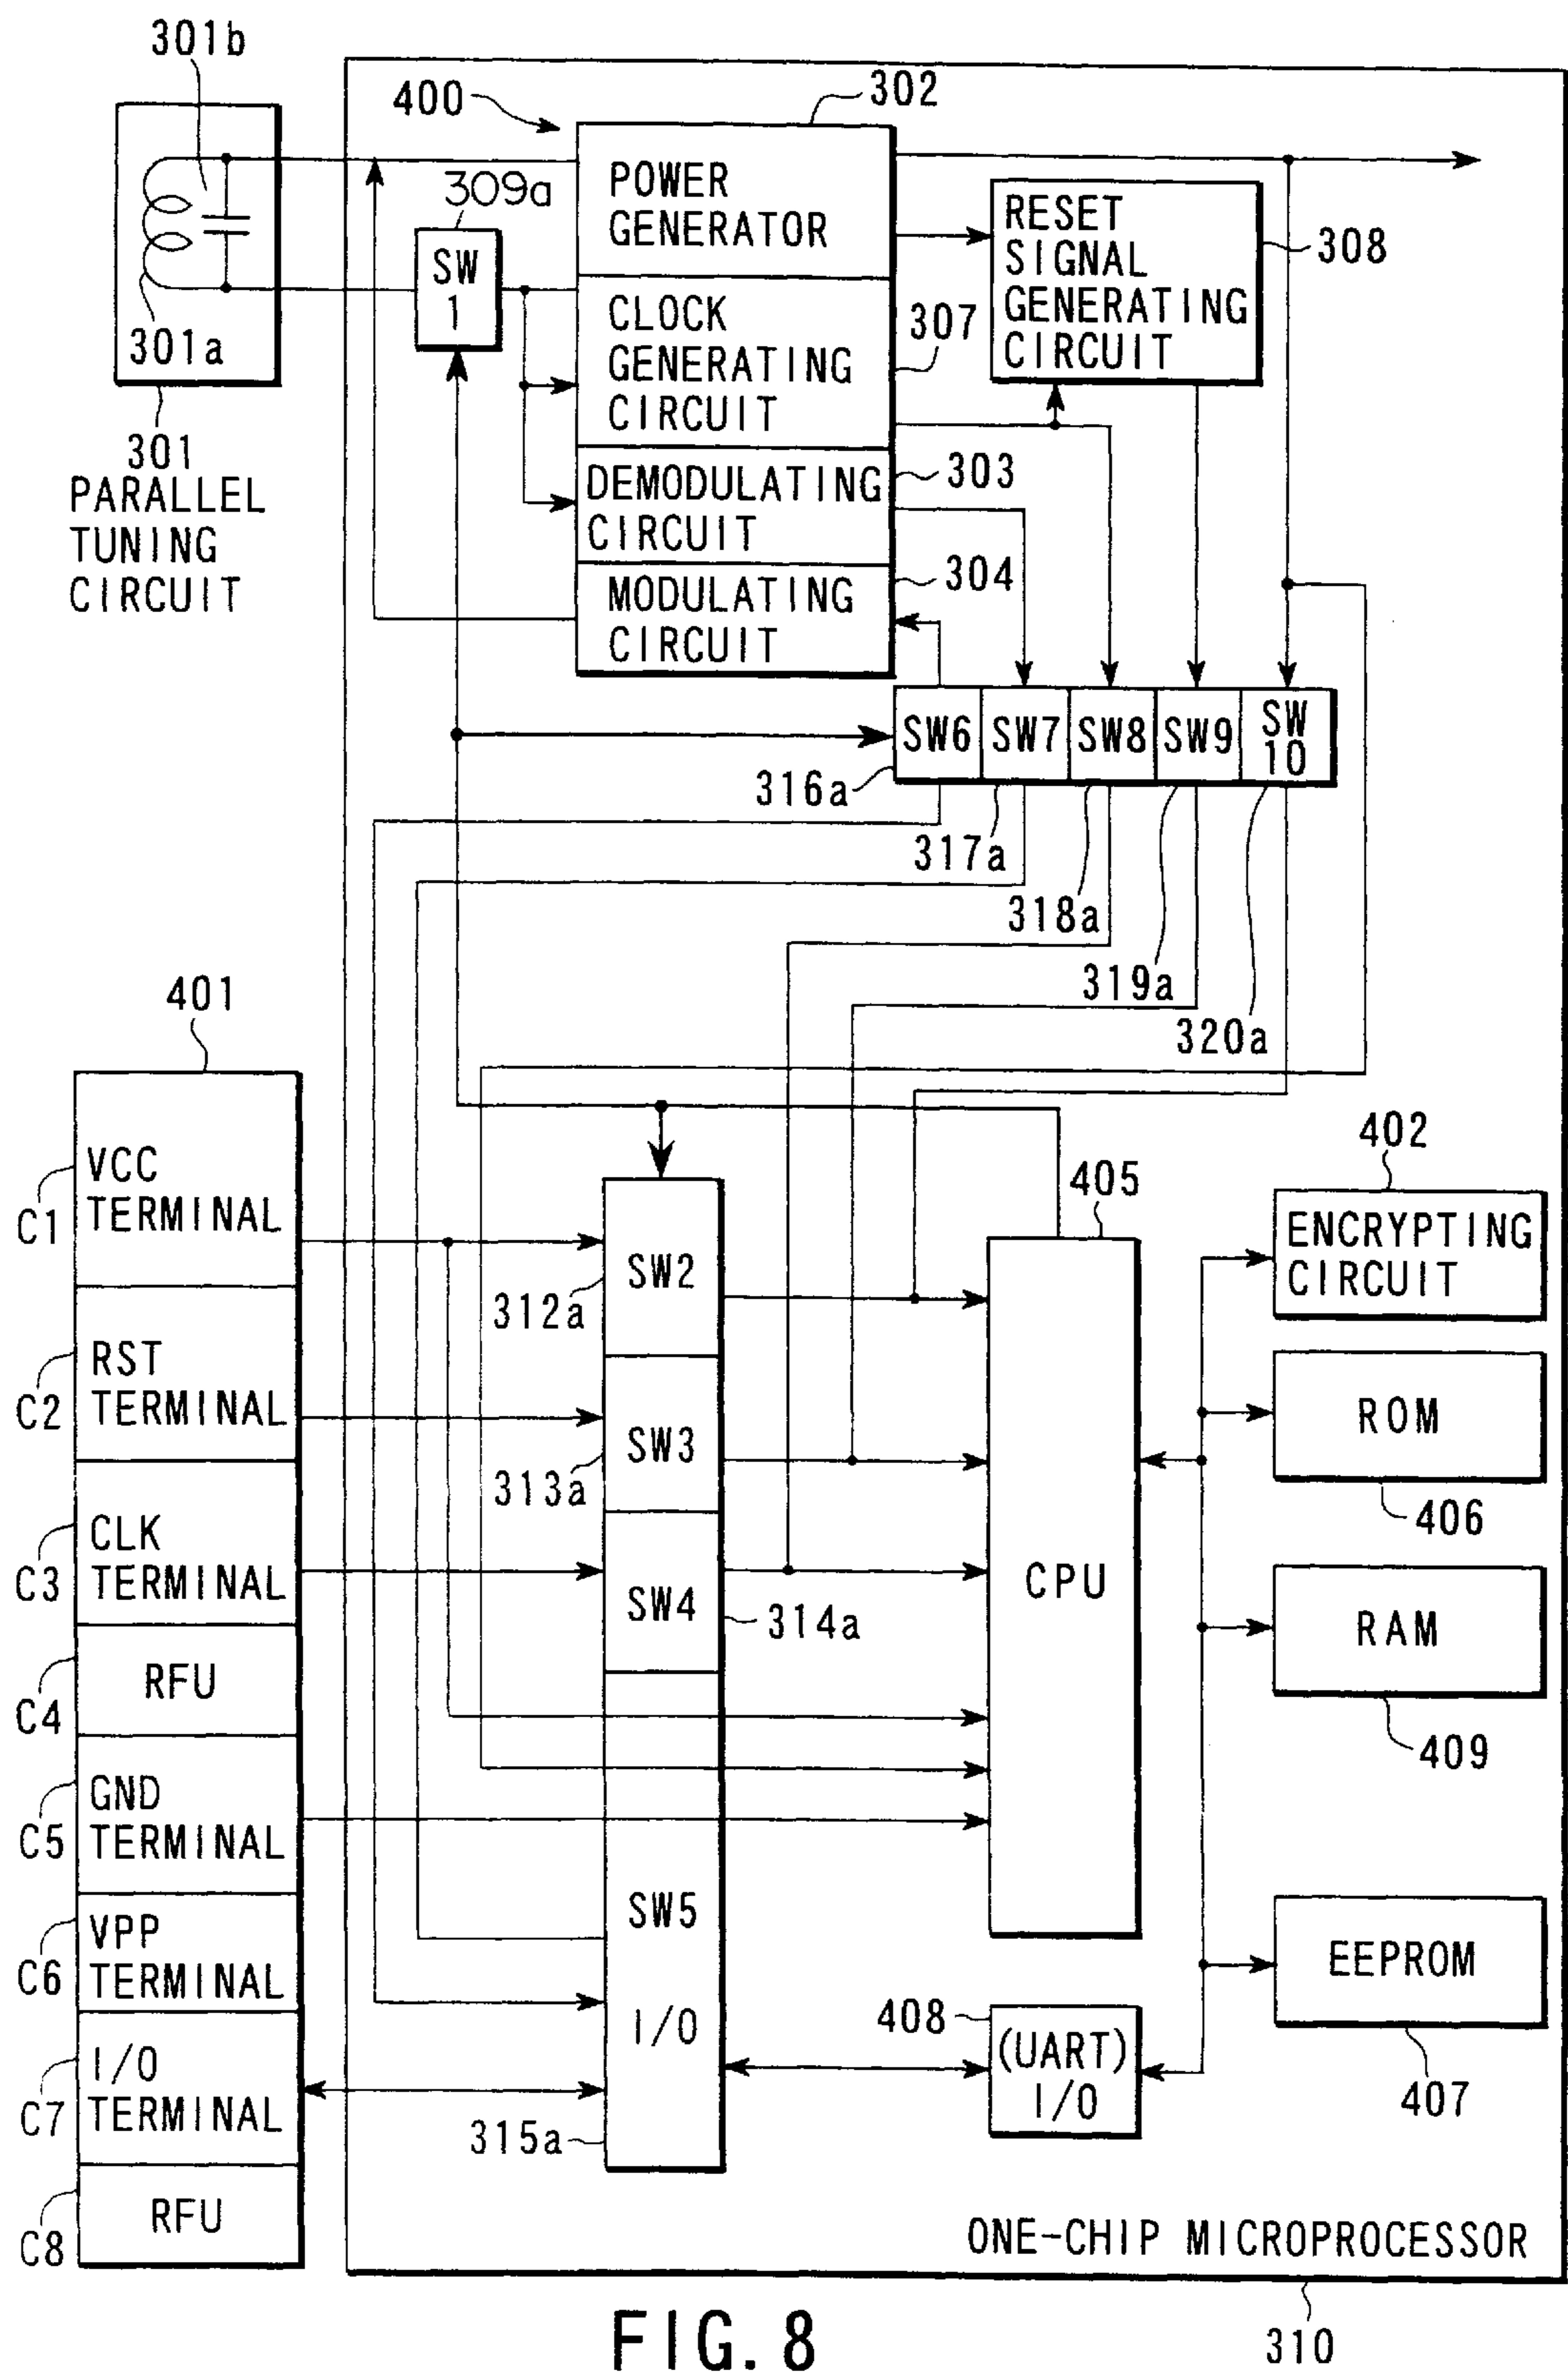 301b
400
302
309a
POWER
GENERATOR
RESET
SIGNAL
GENERATING
CIRCUIT
308
SW
1
301a
CLOCK
GENERATING
CIRCUIT
307
301
PARALLEL
TUNING
CIRCUIT
DEMODULATING
CIRCUIT
303
MODULATING
CIRCUIT
304
SW6
SW7
SW8
SW9
SW
10
316a
317a
318a
319a
320a
401
VCC
TERMINAL
C1
RST
TERMINAL
C2
CLK
TERMINAL
C3
RFU
C4
GND
TERMINAL
C5
VPP
TERMINAL
C6
I/O
TERMINAL
C7
RFU
C8
SW2
312a
SW3
313a
SW4
314a
SW5
I/O
315a
405
CPU
402
ENCRYPTING
CIRCUIT
ROM
406
RAM
409
EEPROM
407
408
(UART)
I/O
ONE-CHIP MICROPROCESSOR
310
FIG. 8